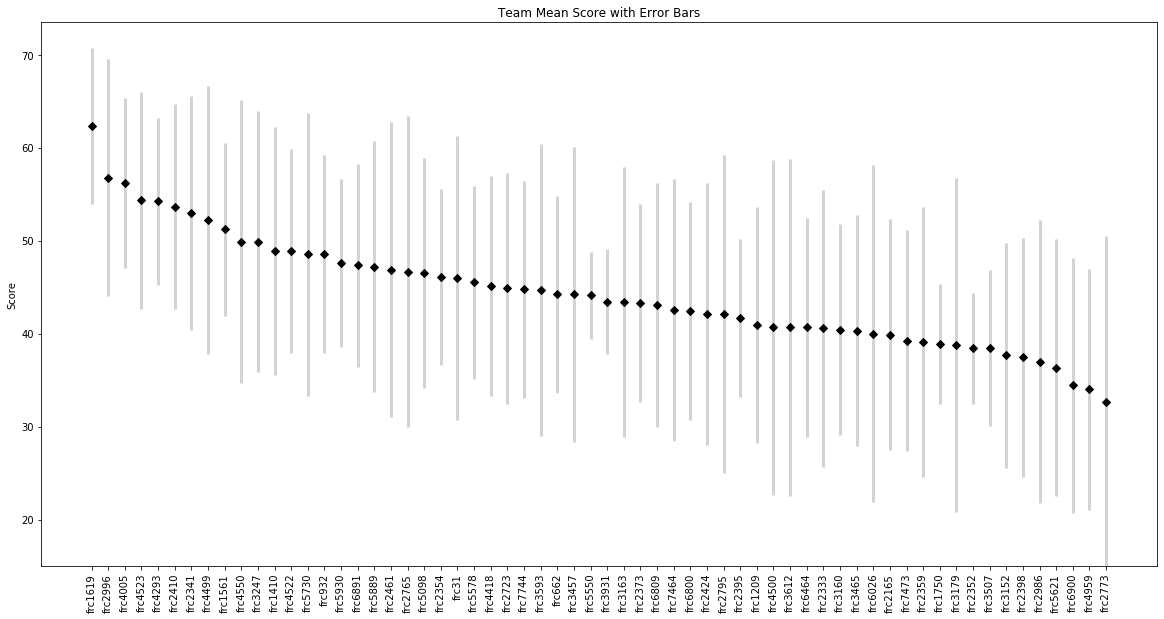 Team Mean Score with Error Bars
Score
70
60
50
40
30
20
frc1619
frc2996
frc4005
frc4523
frc4293
frc2410
frc2341
frc4499
frc1561
frc4550
frc3247
frc1410
frc4522
frc5730
frc932
frc5930
frc6891
frc5889
frc2461
frc2765
frc5098
frc2354
frc31
frc5578
frc4418
frc2723
frc7744
frc3593
frc662
frc3457
frc5550
frc3931
frc3163
frc2373
frc6809
frc7464
frc6800
frc2424
frc2795
frc2395
frc1209
frc4500
frc3612
frc6464
frc2333
frc3160
frc3465
frc6026
frc2165
frc7473
frc2359
frc1750
frc3179
frc2352
frc3507
frc3152
frc2398
frc2986
frc5621
frc6900
frc4959
frc2773